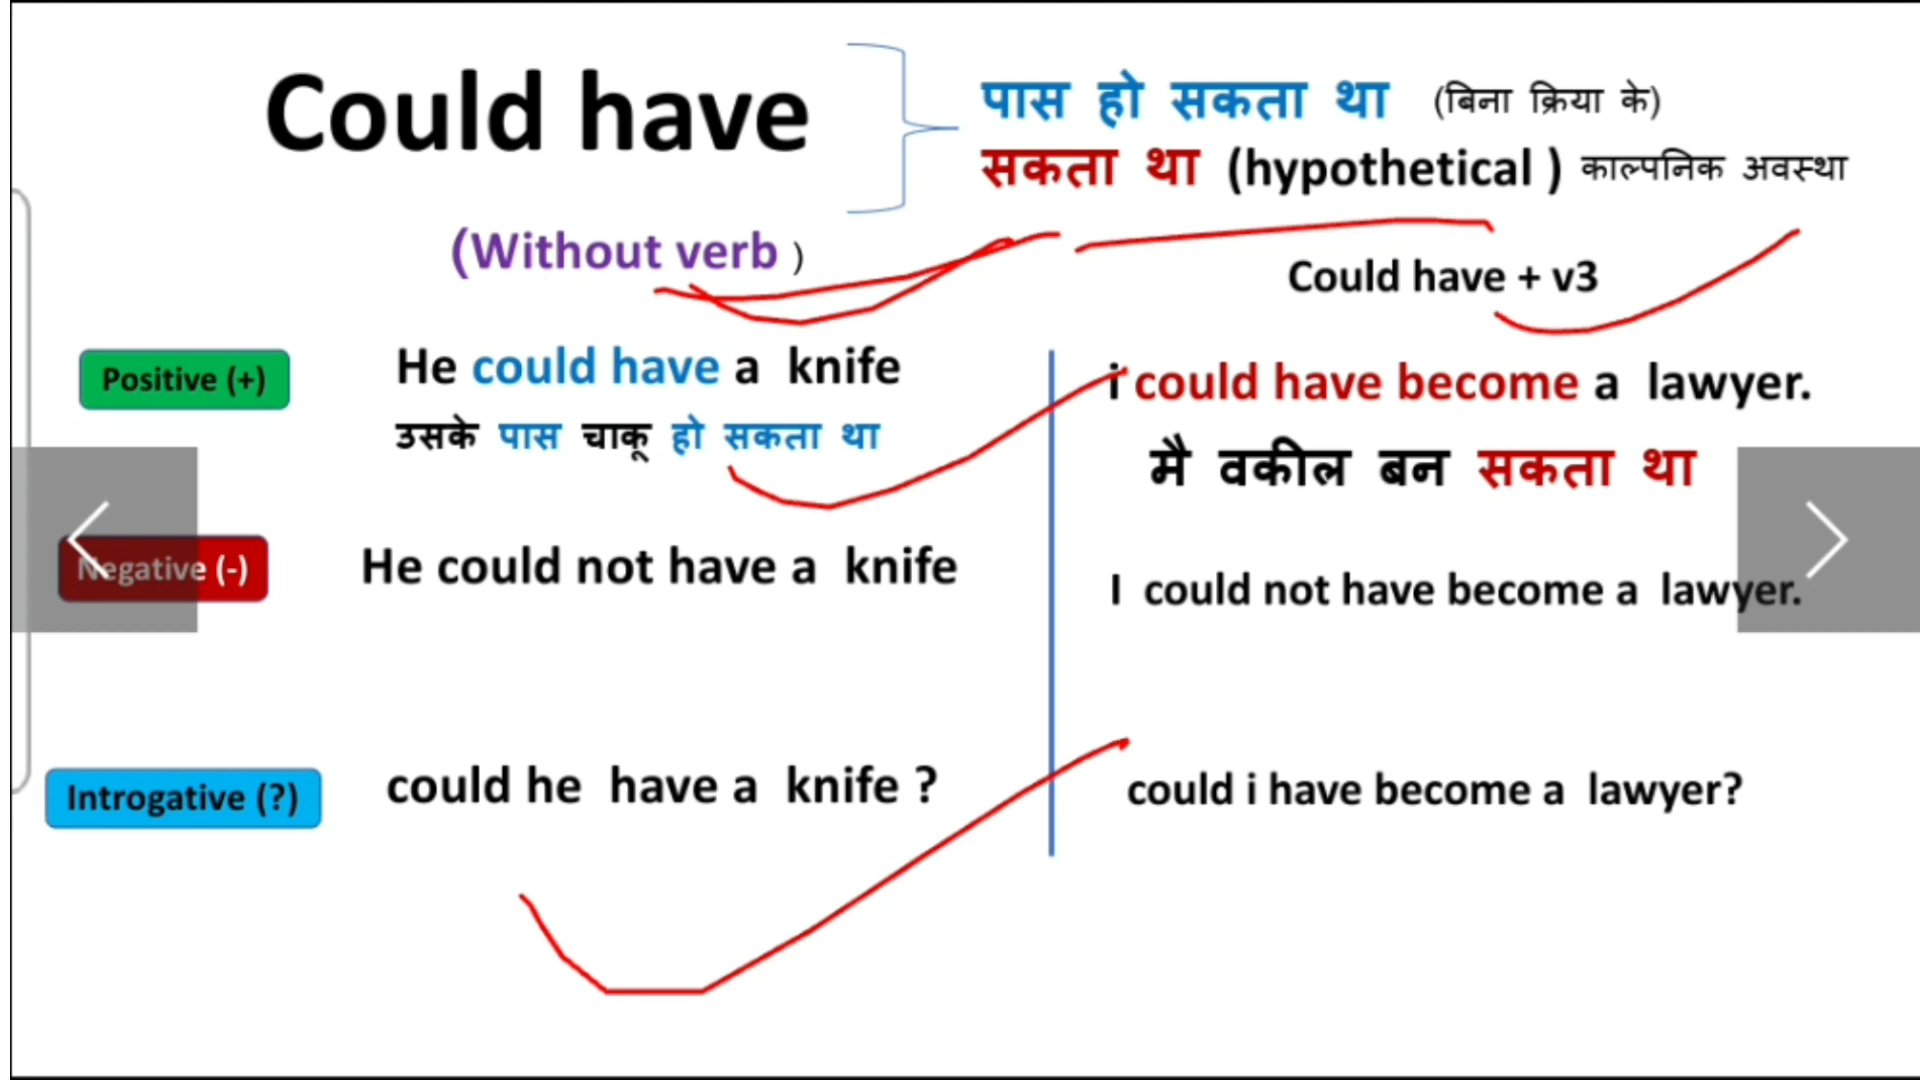 Could have
पास हो सकता था (बिना क्रिया के)
सकता था (hypothetical ) काल्पनिक अवस्था
(Without verb )
Could have + v3
Positive (+)
He could have a knife
i could have become a lawyer.
उसके पास चाकू हो सकता था
मै वकील बन सकता था
Negative (-)
He could not have a knife
I could not have become a lawyer.
Introgative (?)
could he have a knife ?
could i have become a lawyer?